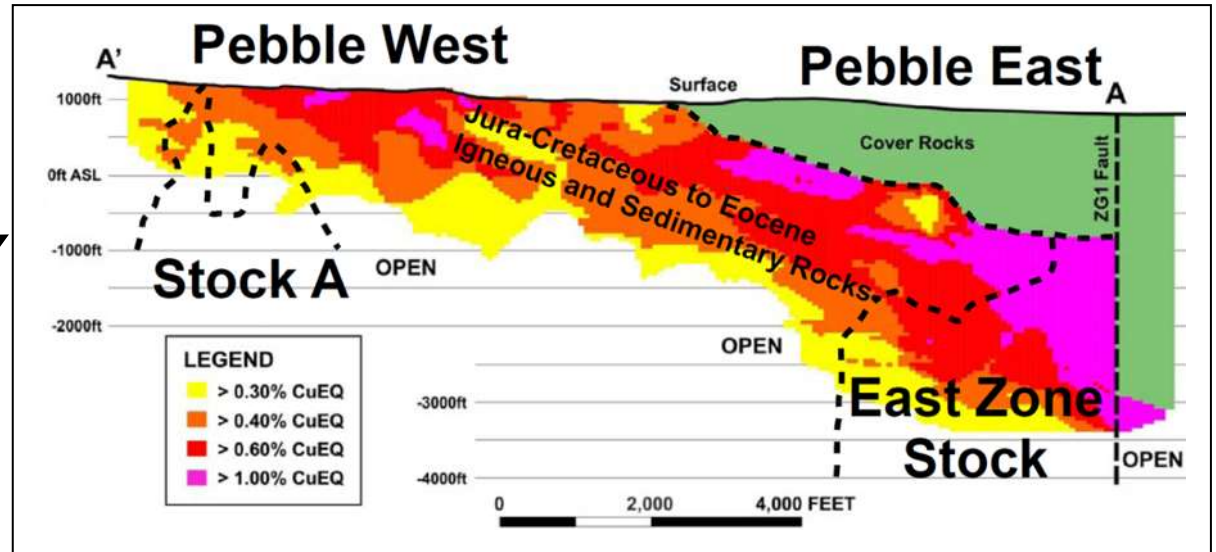 Pebble West
Pebble East
A'
A
Surface
1000ft
Cover Rocks
ZG1 Fault
Jura-Cretaceous to Eocene
Igneous and Sedimentary Rocks
0ft ASL
-1000ft
Stock A
OPEN
-2000ft
OPEN
LEGEND
> 0.30% CuEQ
> 0.40% CuEQ
> 0.60% CuEQ
> 1.00% CuEQ
-3000ft
East Zone
Stock
OPEN
-4000ft
0 2,000 4,000 FEET